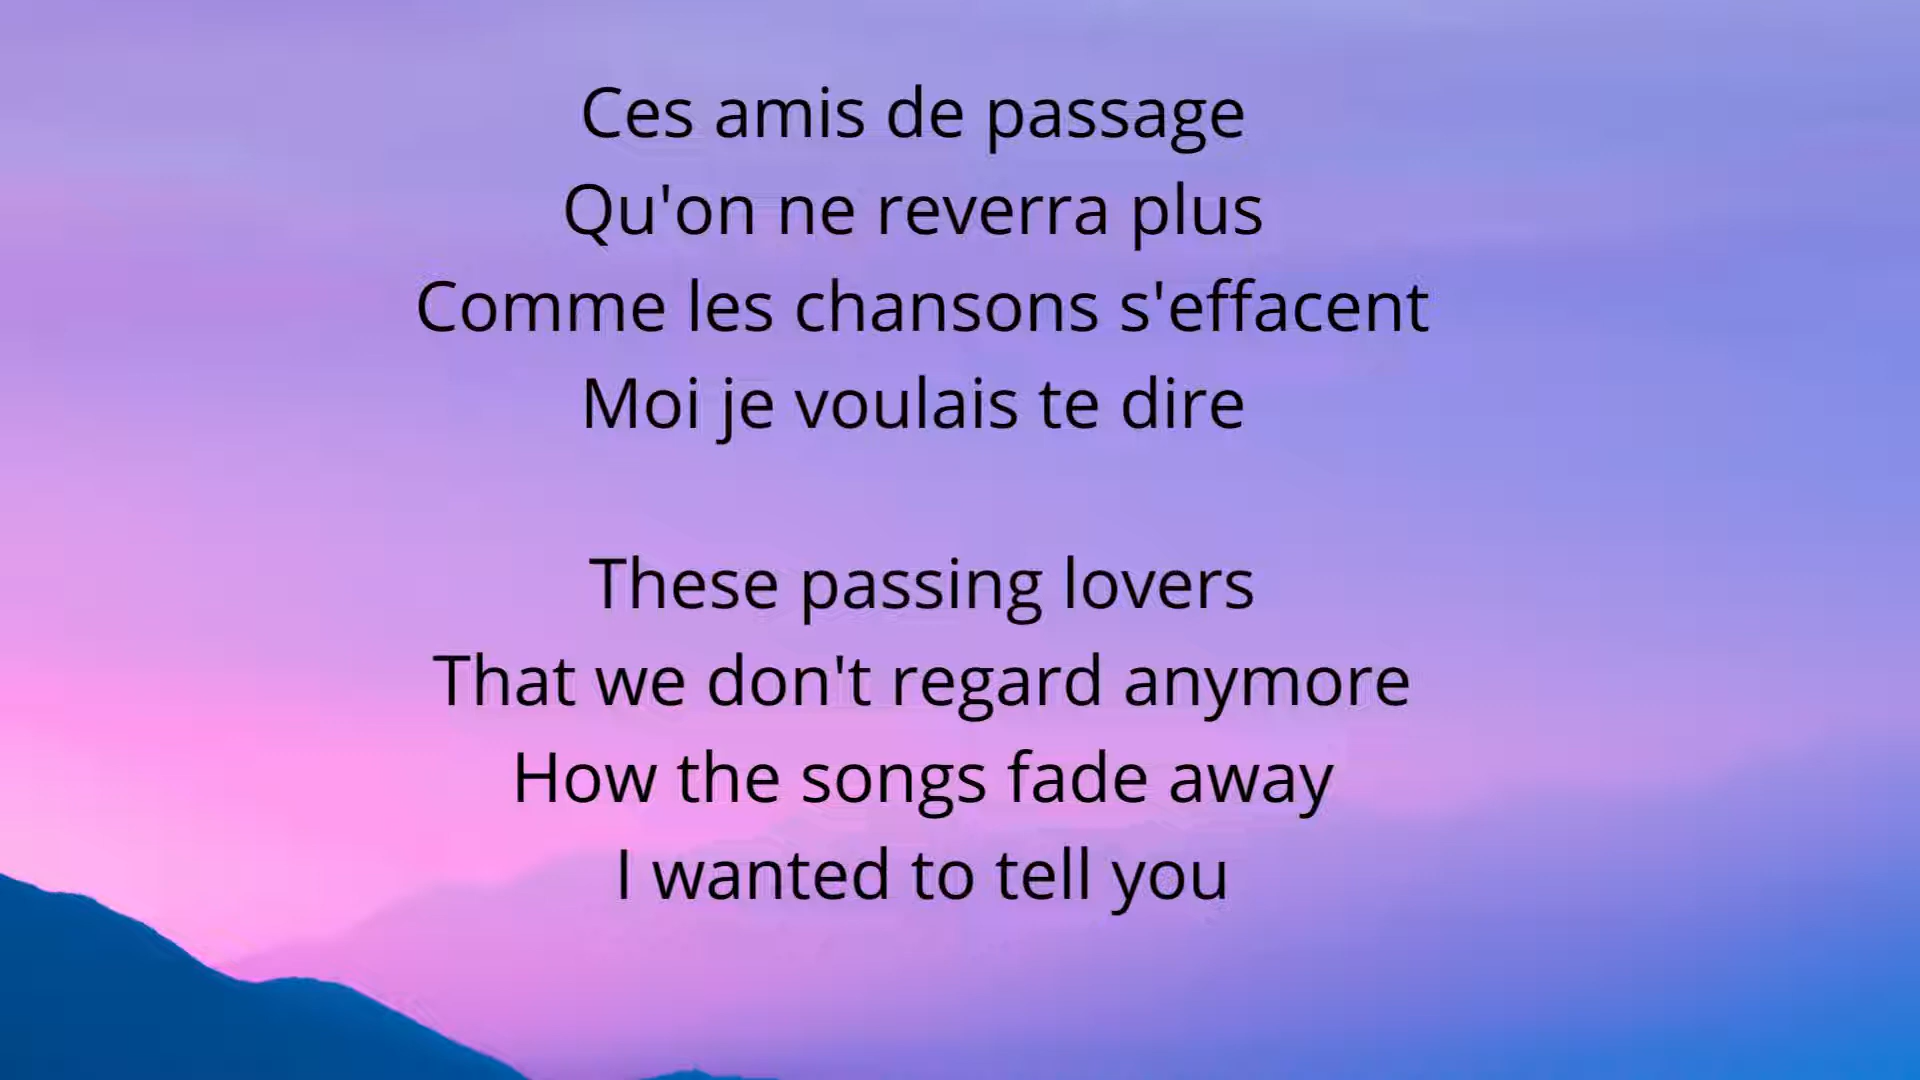 Ces amis de passage
Qu'on ne reverra plus
Comme les chansons s'effacent
Moi je voulais te dire
These passing lovers
That we don't regard anymore
How the songs fade away
I wanted to tell you